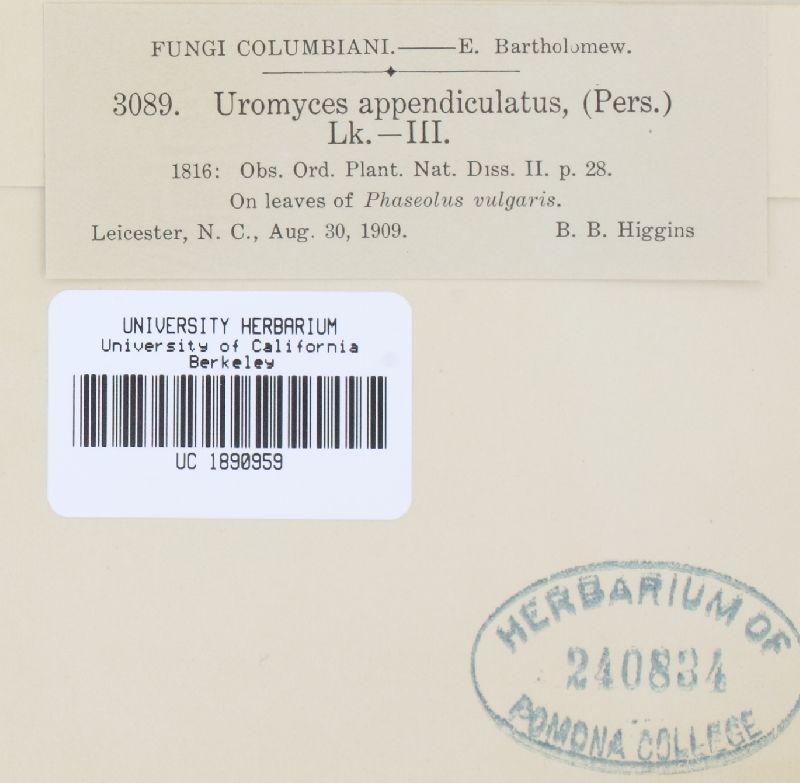 FUNGI COLUMBIANI.——E. Bartholomew.
3089. Uromyces appendiculatus, (Pers.)
Lk.—III.
1816: Obs. Ord. Plant. Nat. Diss. II. p. 28.
On leaves of Phaseolus vulgaris.
Leicester, N. C., Aug. 30, 1909. B. B. Higgins
UNIVERSITY HERBARIUM
University of California
Berkeley
UC 1890959
HERBARIUM OF
240834
POMONA COLLEGE